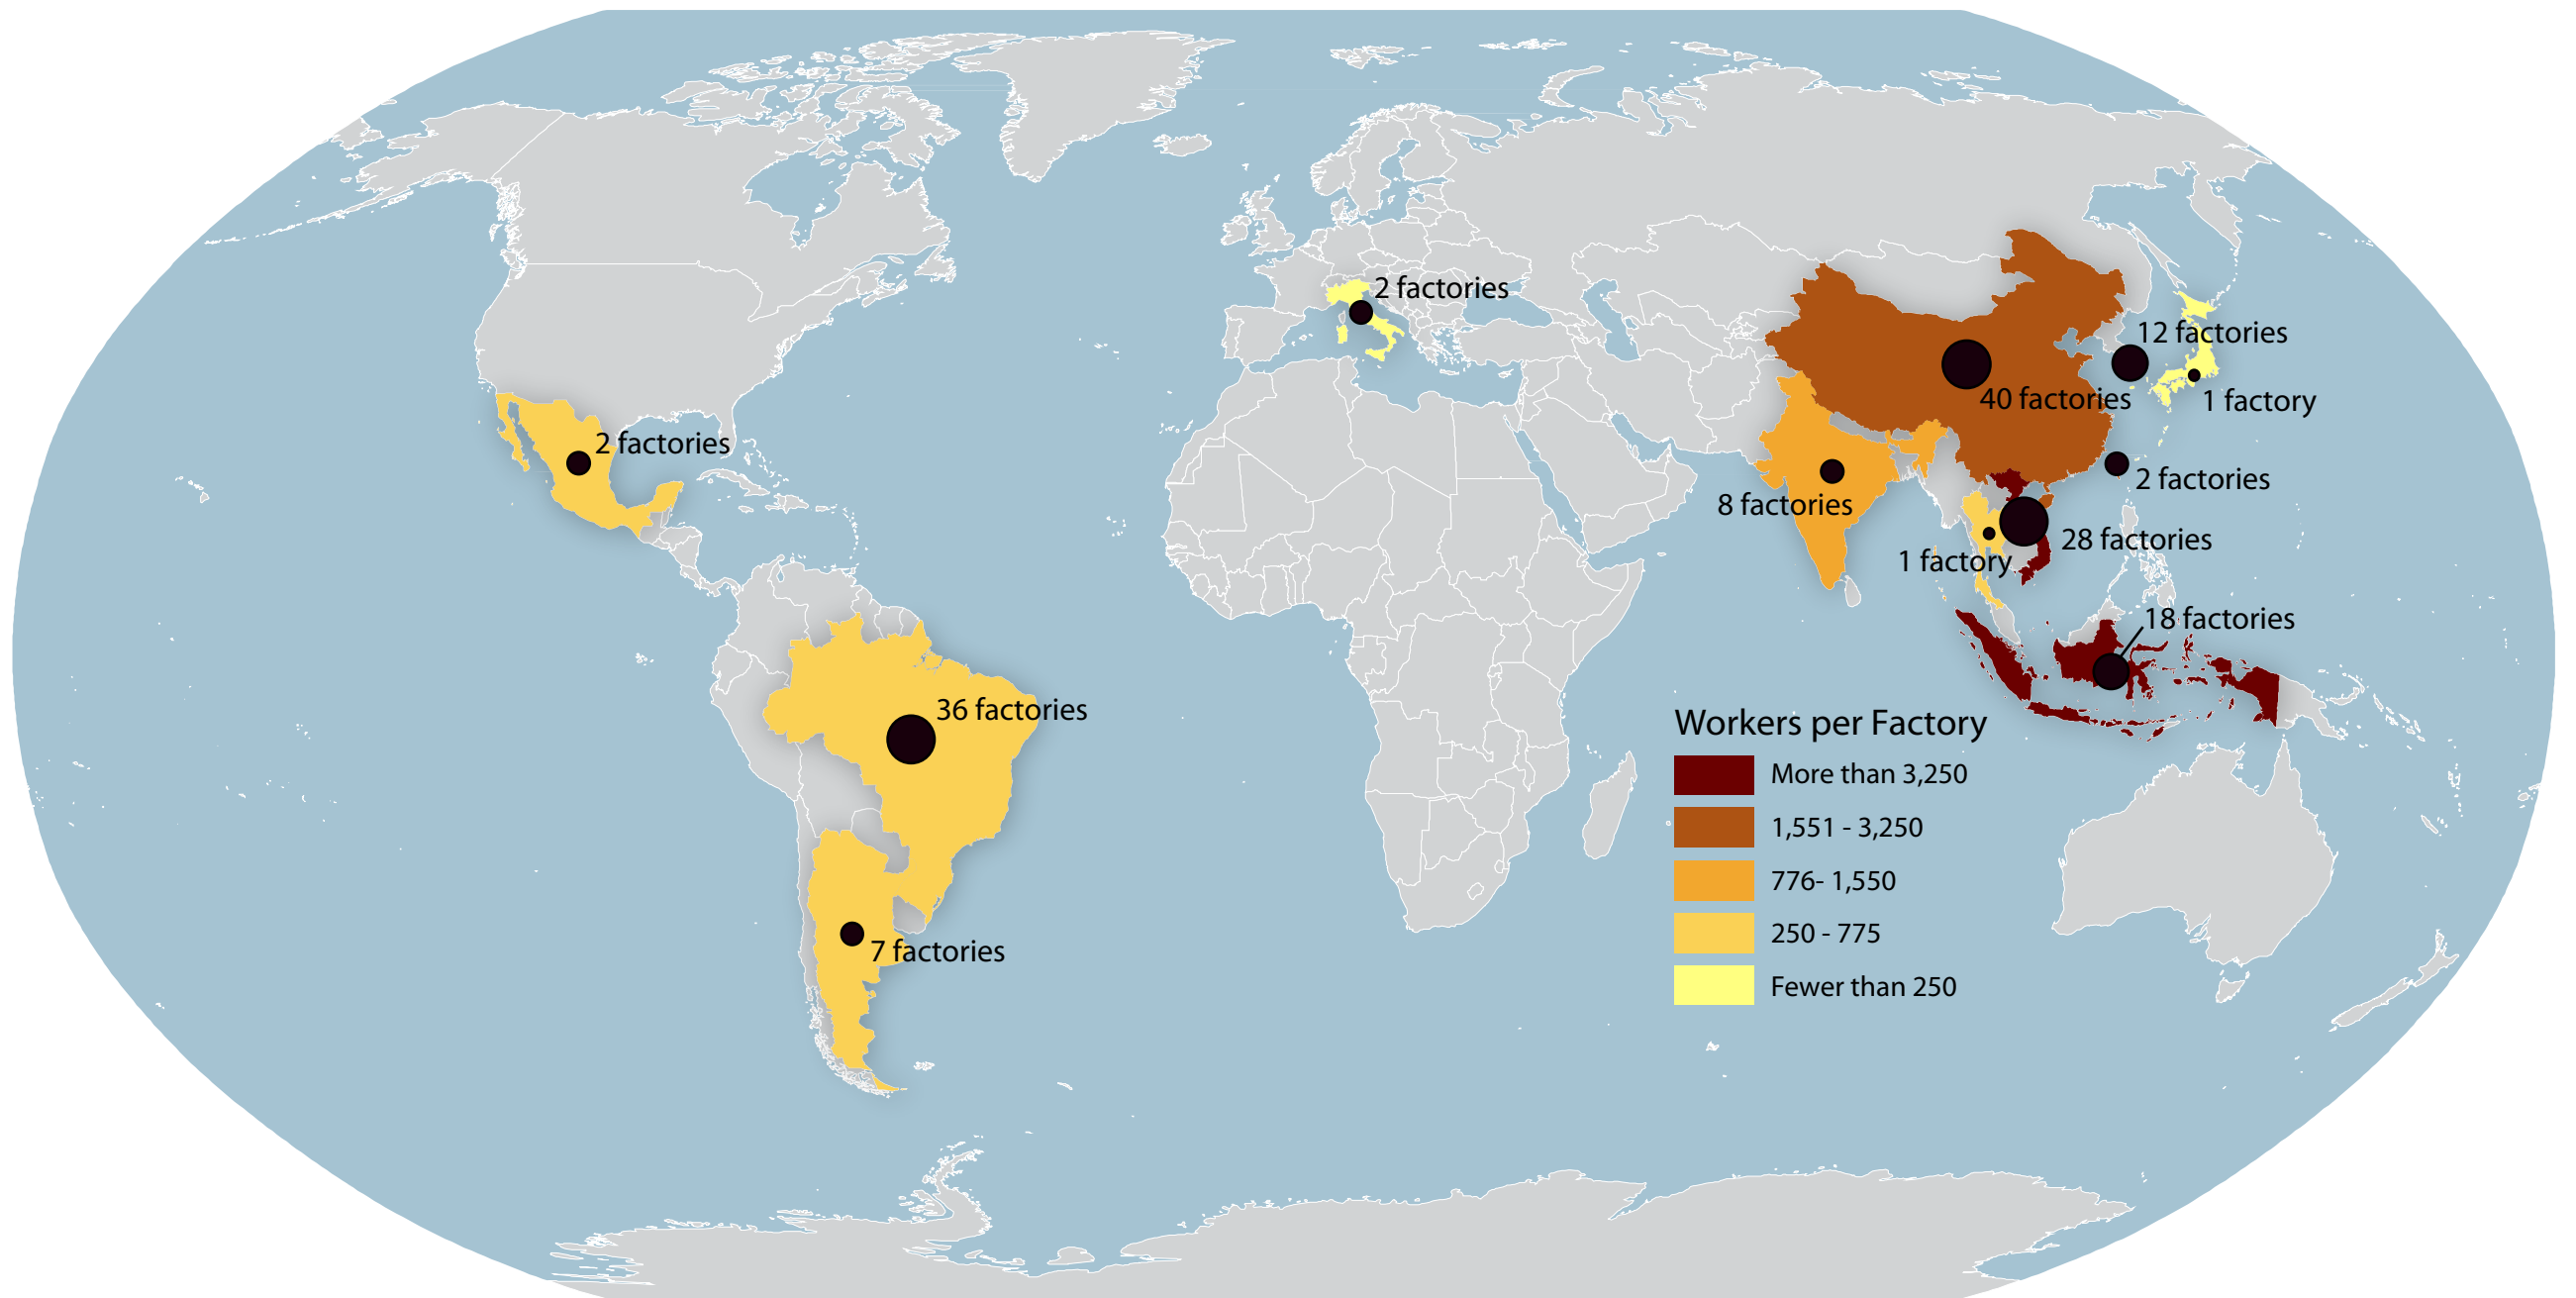 2 factories
12 factories
40 factories
1 factory
2 factories
2 factories
8 factories
28 factories
1 factory
18 factories
36 factories
7 factories
Workers per Factory
More than 3,250
1,551 - 3,250
776- 1,550
250 - 775
Fewer than 250